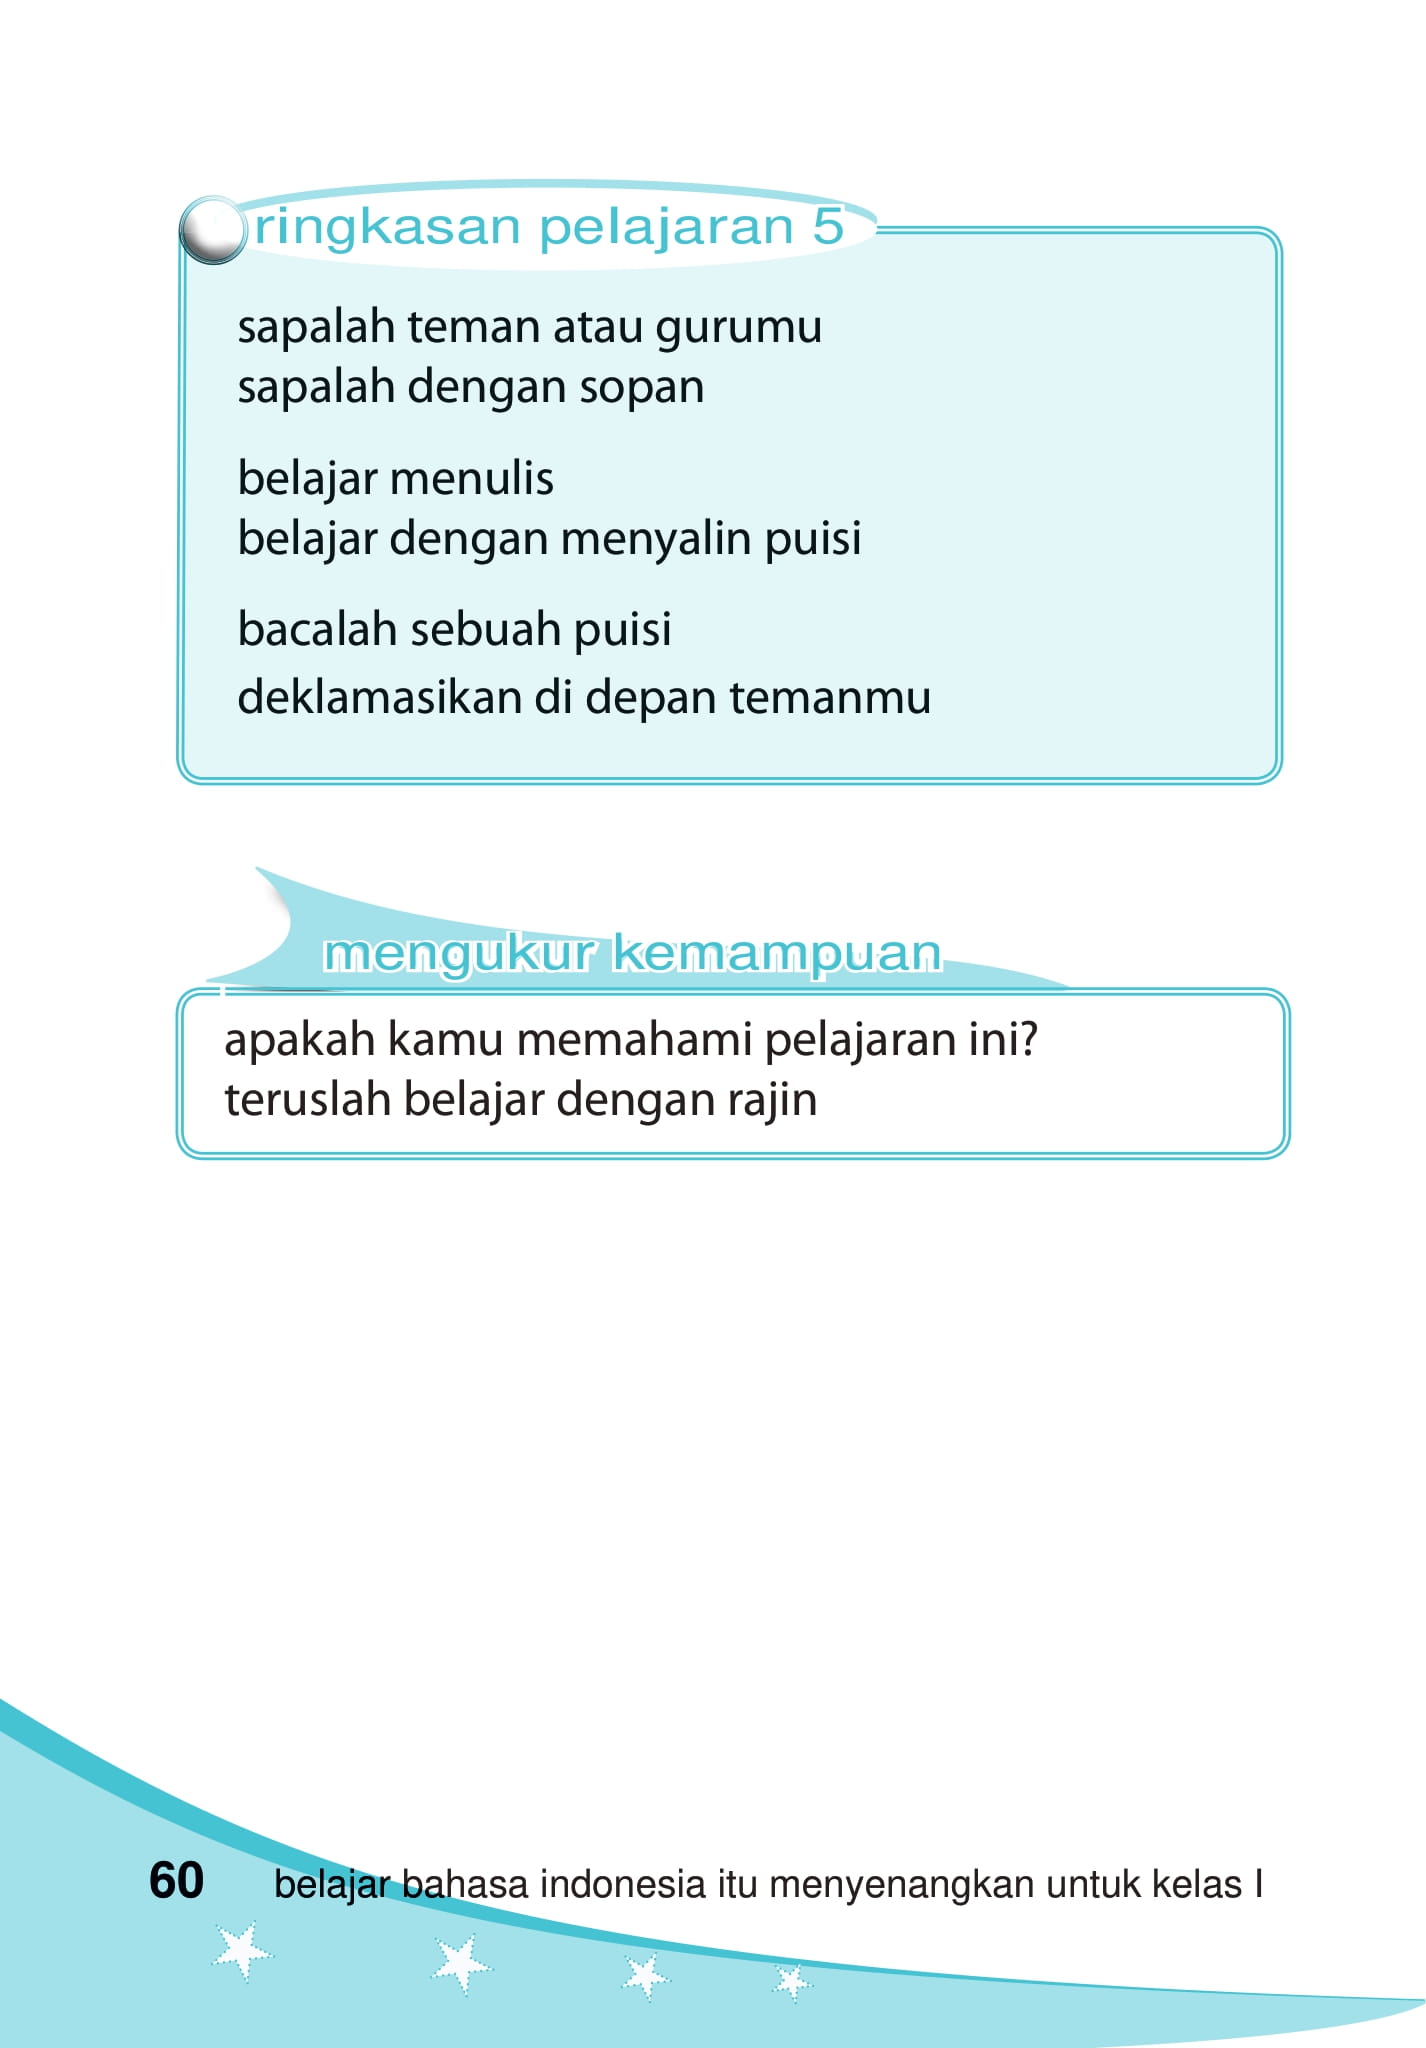 ringkasan pelajaran 5
sapalah teman atau gurumu
sapalah dengan sopan
belajar menulis
belajar dengan menyalin puisi
bacalah sebuah puisi
deklamasikan di depan temanmu
mengukur kemampuan
apakah kamu memahami pelajaran ini?
teruslah belajar dengan rajin
60 belajar bahasa indonesia itu menyenangkan untuk kelas I